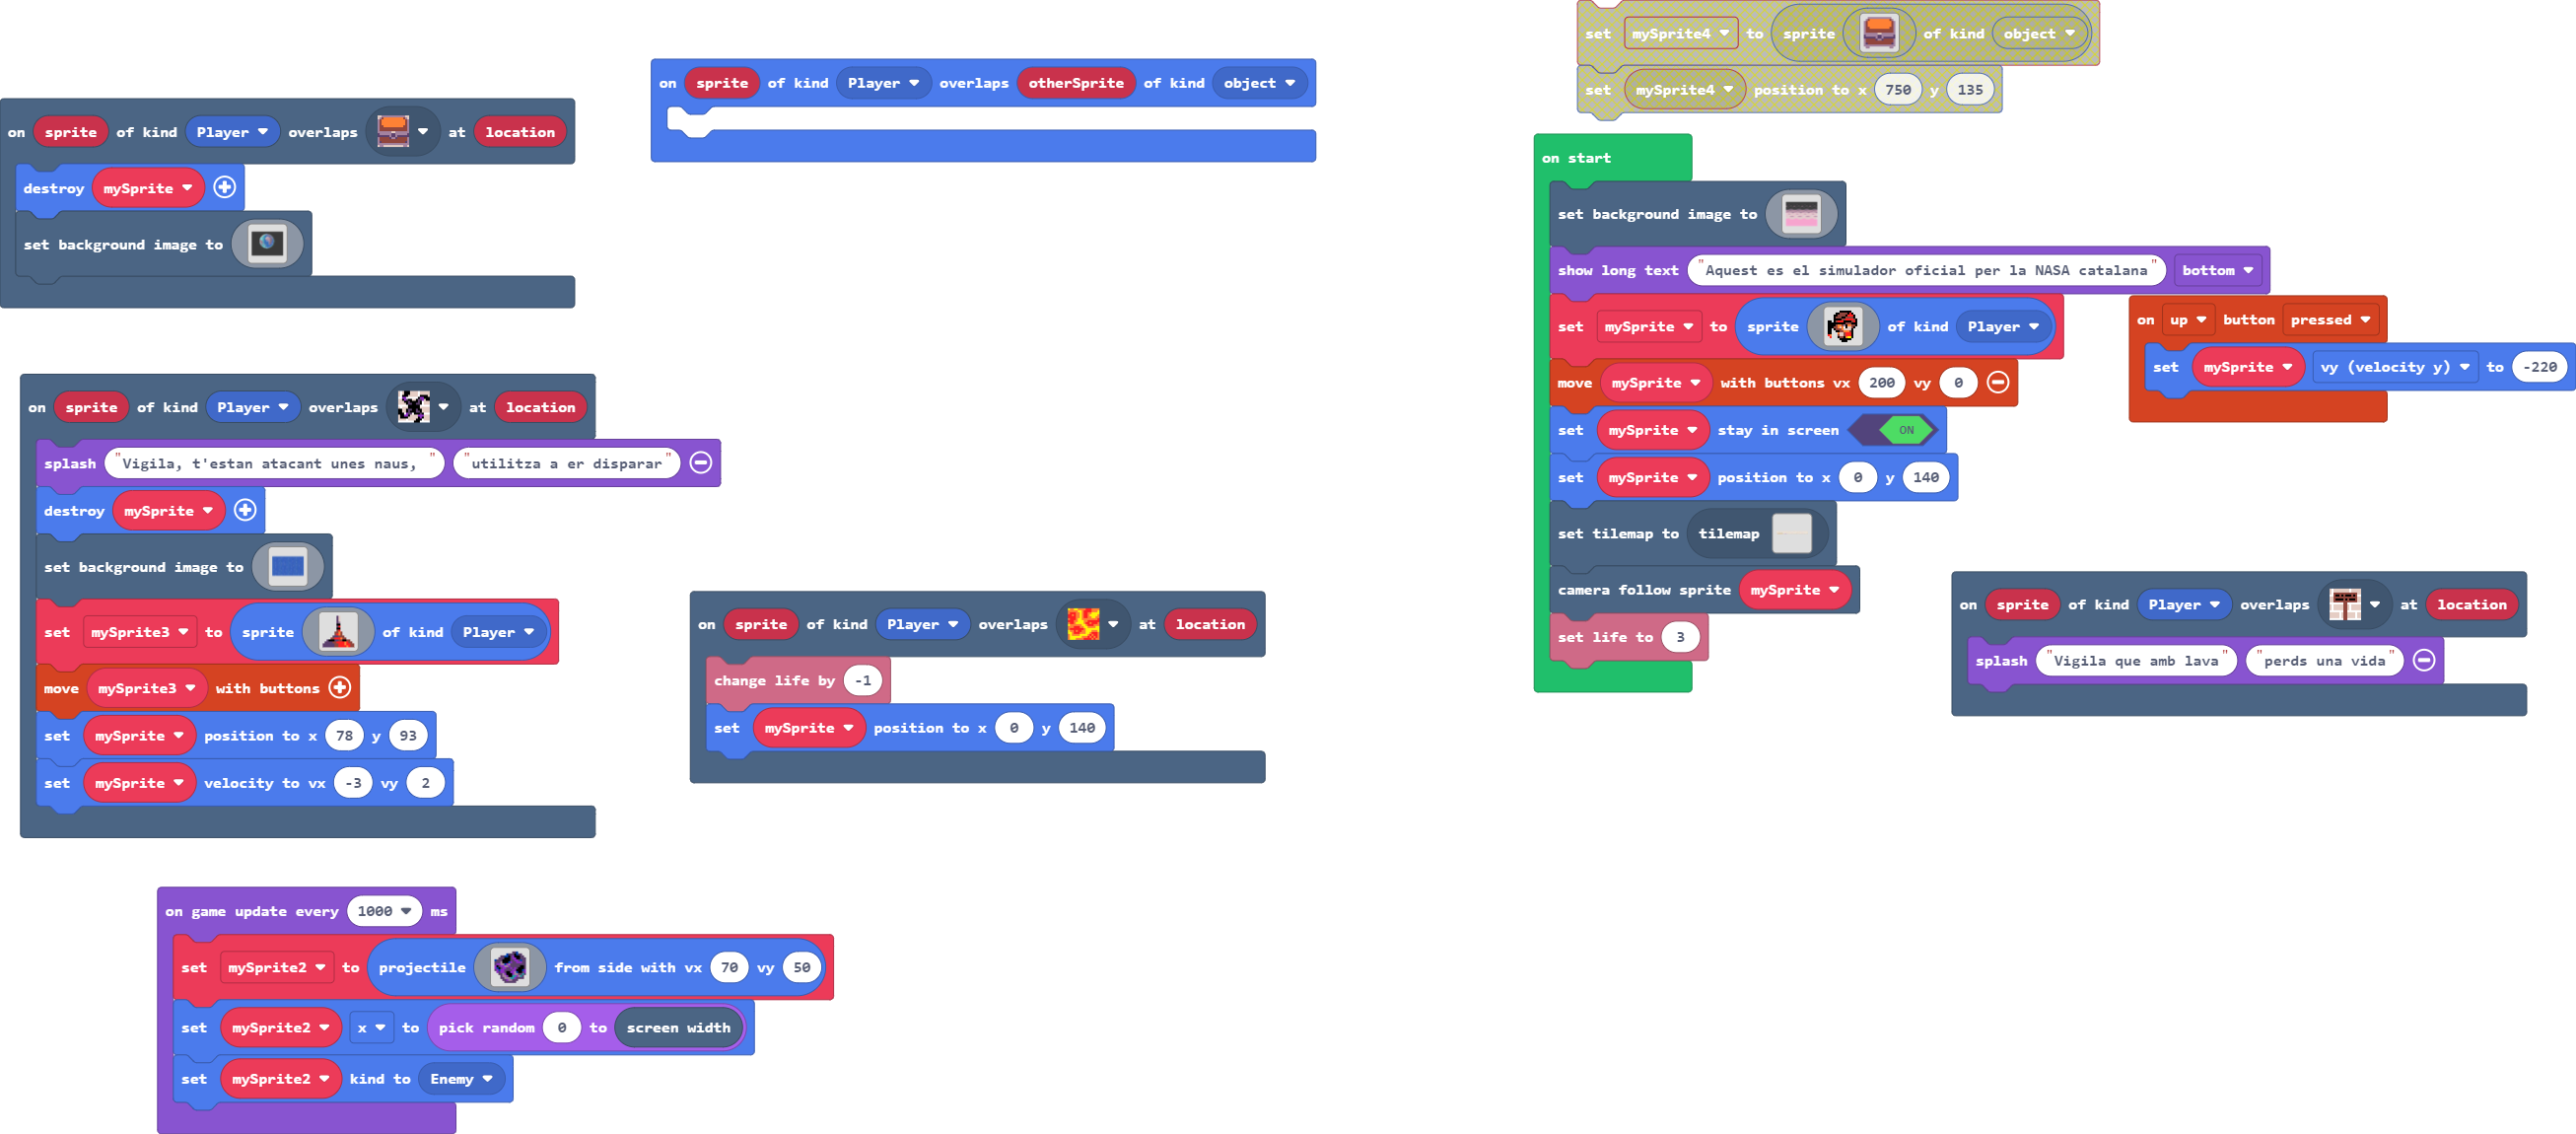 set mySprite4 to sprite of kind object
set mySprite4 position to x 750 y 135
on sprite of kind Player overlaps otherSprite of kind object
on sprite of kind Player overlaps at location
destroy mySprite
set background image to
on start
set background image to
show long text "Aquest es el simulador oficial per la NASA catalana" bottom
set mySprite to sprite of kind Player
move mySprite with buttons vx 200 vy 0
set mySprite stay in screen ON
set mySprite position to x 0 y 140
set tilemap to tilemap
camera follow sprite mySprite
set life to 3
on up button pressed
set mySprite vy (velocity y) to -220
on sprite of kind Player overlaps at location
splash "Vigila, t'estan atacant unes naus, " "utilitza a er disparar"
destroy mySprite
set background image to
set mySprite3 to sprite of kind Player
move mySprite3 with buttons
set mySprite position to x 78 y 93
set mySprite velocity to vx -3 vy 2
on sprite of kind Player overlaps at location
change life by -1
set mySprite position to x 0 y 140
on sprite of kind Player overlaps at location
splash "Vigila que amb lava" "perds una vida"
on game update every 1000 ms
set mySprite2 to projectile from side with vx 70 vy 50
set mySprite2 x to pick random 0 to screen width
set mySprite2 kind to Enemy